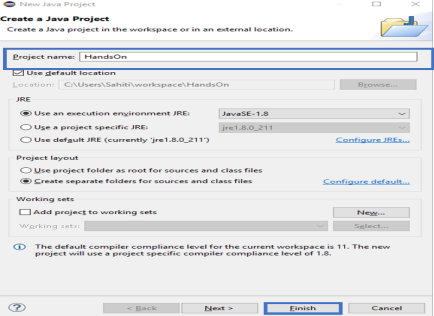 New Java Project
Create a Java Project
Create a Java project in the workspace or in an external location.
Project name: HandsOn
Use default location
Location: C:\Users\Sahiti\workspace\HandsOn Browse...
JRE
Use an execution environment JRE: JavaSE-1.8
Use a project specific JRE: jre1.8.0_211
Use default JRE (currently 'jre1.8.0_211') Configure JREs...
Project layout
Use project folder as root for sources and class files
Create separate folders for sources and class files Configure default...
Working sets
Add project to working sets New...
Working sets: Select...
The default compiler compliance level for the current workspace is 11. The new
project will use a project specific compiler compliance level of 1.8.
< Back Next > Finish Cancel